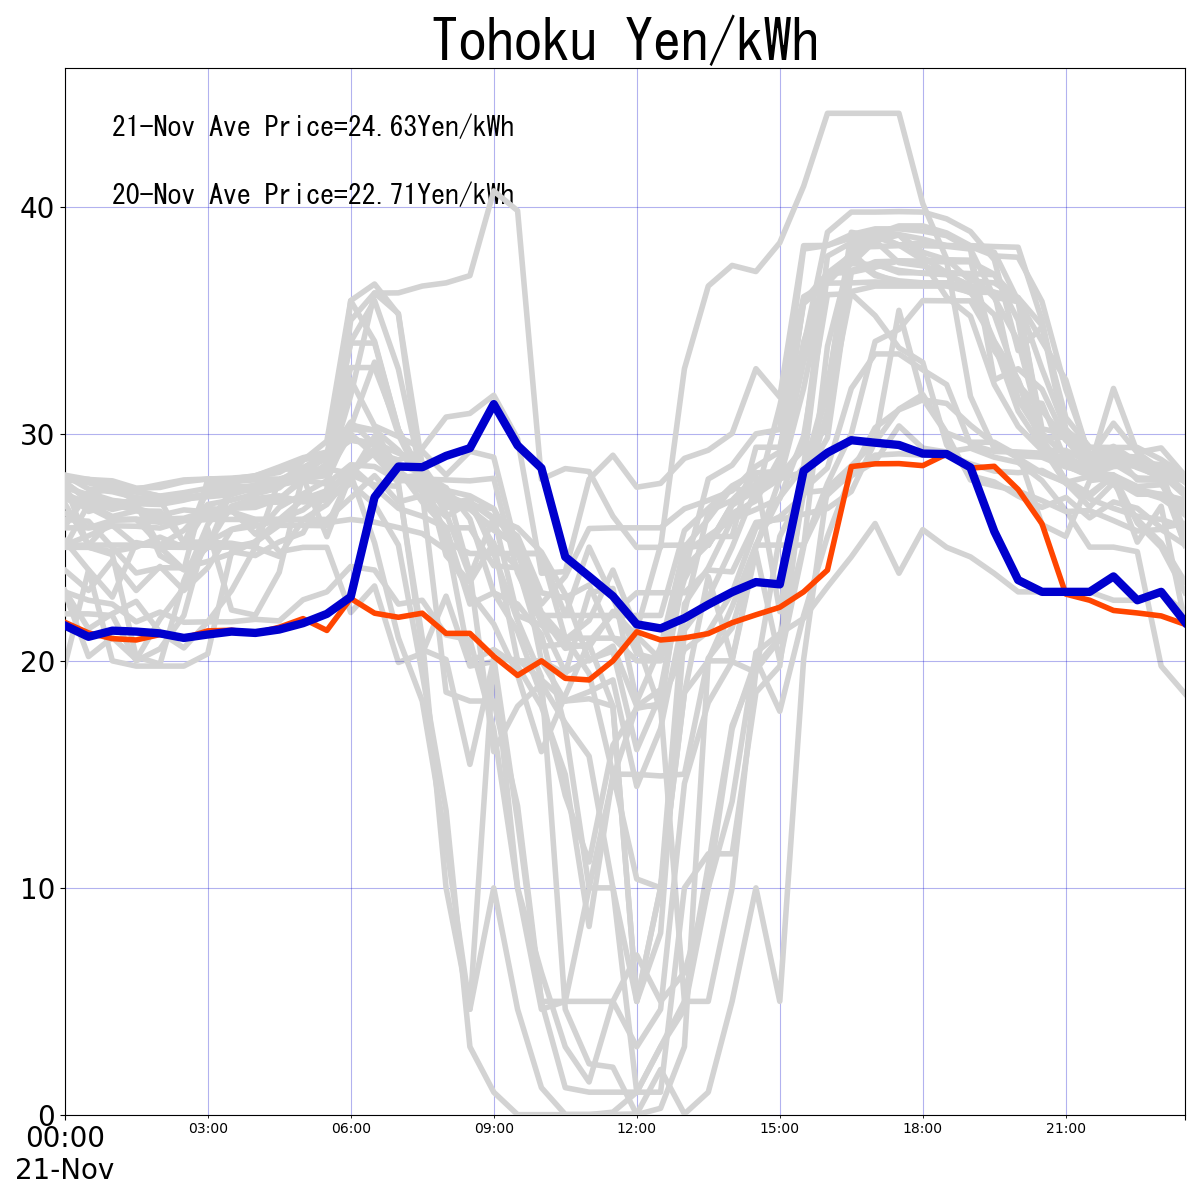 Tohoku Yen/kWh
21-Nov Ave Price=24.63Yen/kWh
20-Nov Ave Price=22.71Yen/kWh
40
30
20
10
0
00:00 03:00 06:00 09:00 12:00 15:00 18:00 21:00
21-Nov